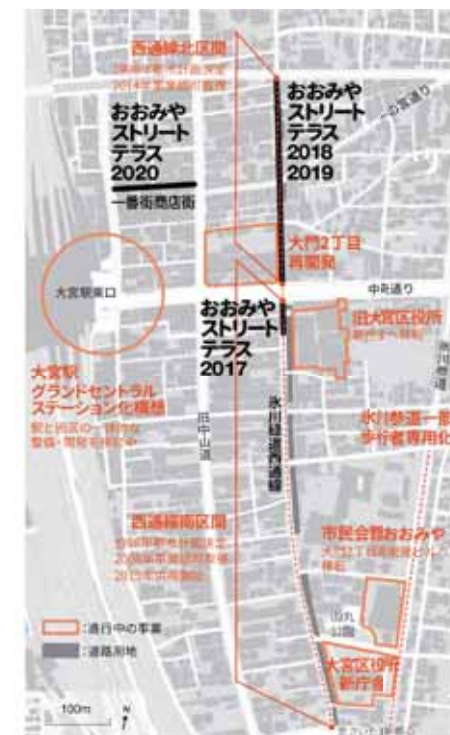 西通線北区間
おおみや
ストリート
テラス
2020
一番街商店街
おおみや
ストリート
テラス
2018
2019
一の宮通り
大門2丁目
再開発
大宮駅東口
中央通り
おおみや
ストリート
テラス
2017
旧大宮区役所
大宮駅
グランドセントラル
ステーション化構想
旧中山道
氷川緑道西通線
氷川参道
氷川参道一部
歩行者専用化
西通線南区間
市民会館おおみや
山丸
公園
大宮区役所
新庁舎
:進行中の事業
:道路用地
100m
N